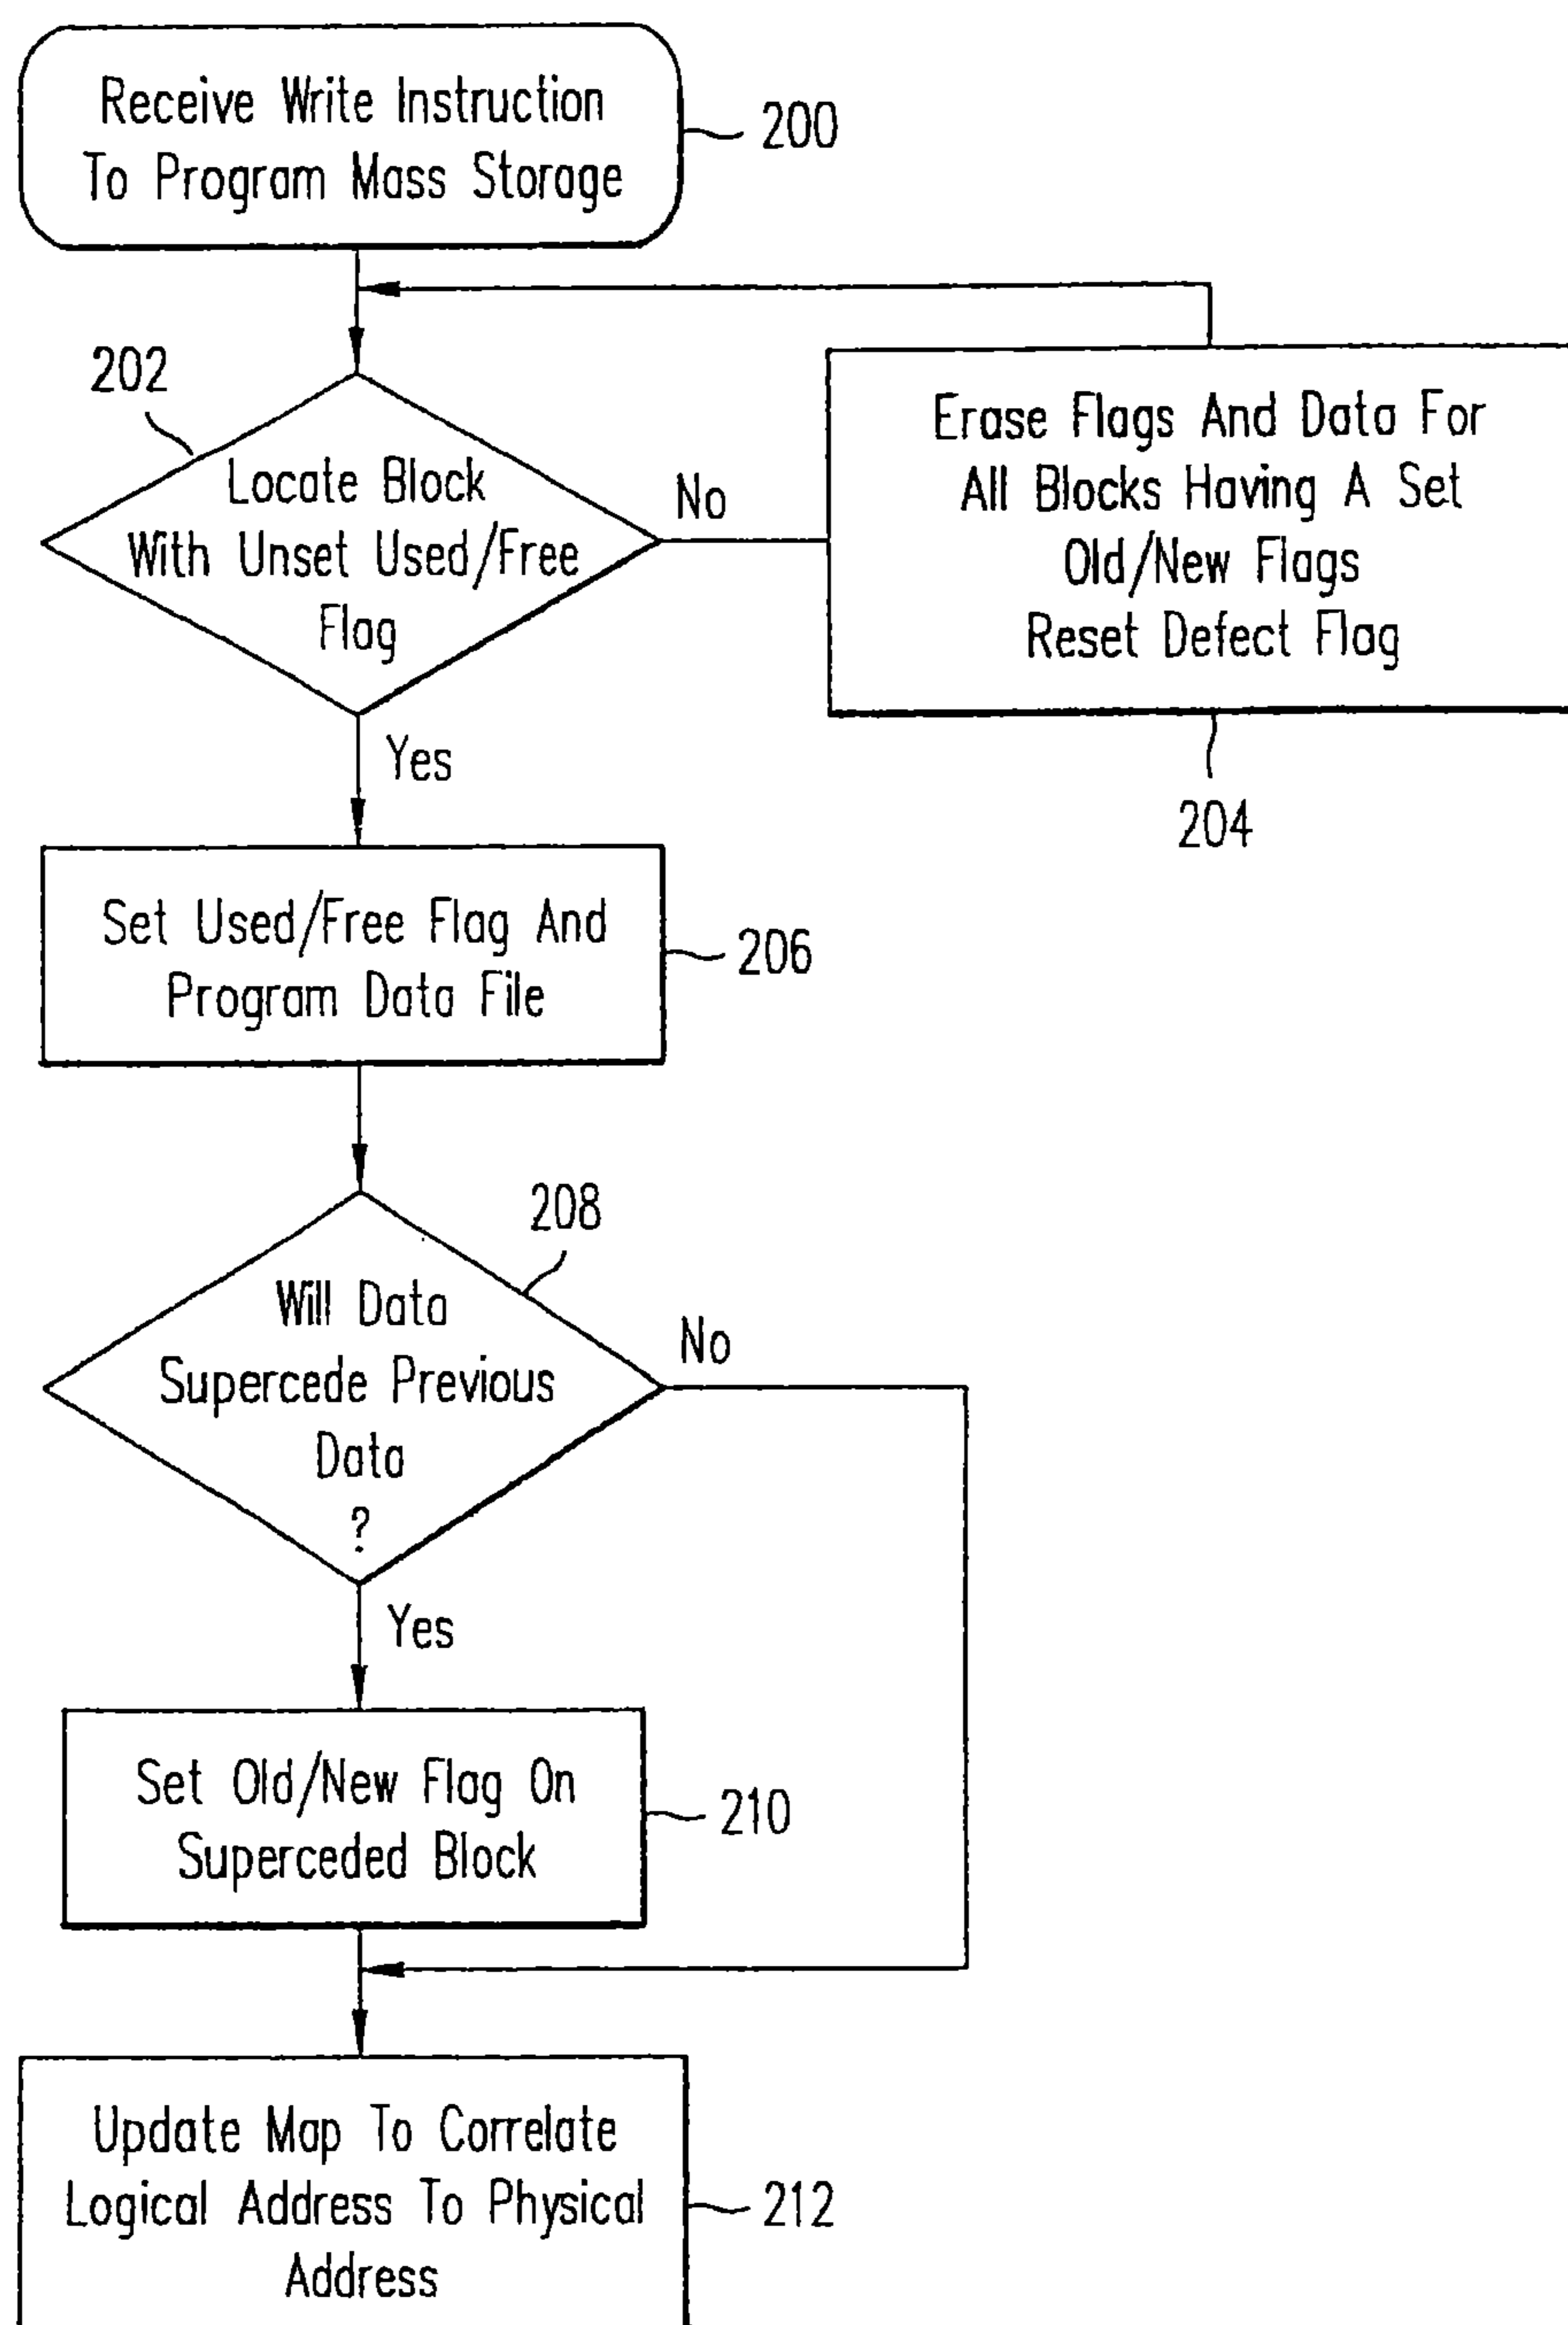 Receive Write Instruction
To Program Mass Storage
200
202
Locate Block
With Unset Used/Free
Flag
No
Erase Flags And Data For
All Blocks Having A Set
Old/New Flags
Reset Defect Flag
204
Yes
Set Used/Free Flag And
Program Data File
206
208
Will Data
Supercede Previous
Data
?
No
Yes
Set Old/New Flag On
Superceded Block
210
Update Map To Correlate
Logical Address To Physical
Address
212